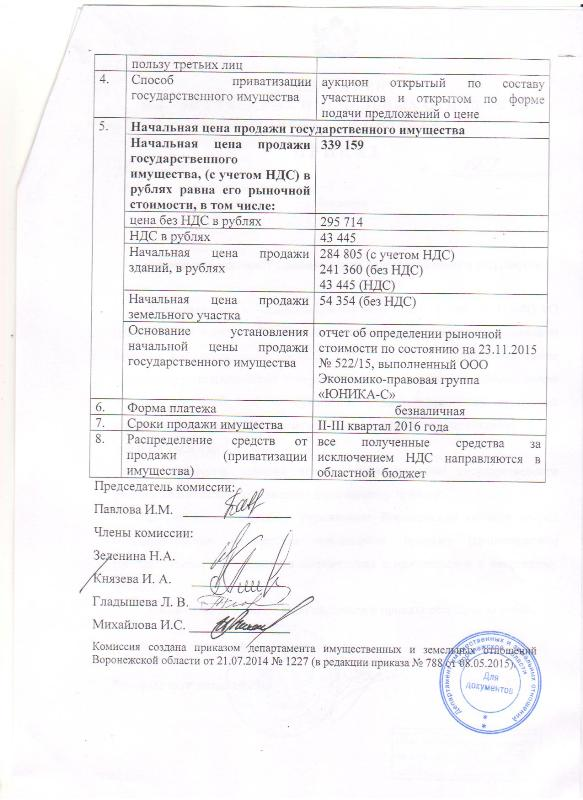 пользу третьих лиц
4. Способ приватизации государственного имущества
аукцион открытый по составу
участников и открытом по форме
подачи предложений о цене
5. Начальная цена продажи государственного имущества
Начальная цена продажи
государственного
имущества, (с учетом НДС) в
рублях равна его рыночной
стоимости, в том числе:
339 159
цена без НДС в рублях 295 714
НДС в рублях 43 445
Начальная цена продажи
зданий, в рублях
284 805 (с учетом НДС)
241 360 (без НДС)
43 445 (НДС)
Начальная цена продажи
земельного участка
54 354 (без НДС)
Основание установления
начальной цены продажи
государственного имущества
отчет об определении рыночной
стоимости по состоянию на 23.11.2015
№ 522/15, выполненный ООО
Экономико-правовая группа
«ЮНИКА-С»
6. Форма платежа безналичная
7. Сроки продажи имущества II-III квартал 2016 года
8. Распределение средств от
продажи (приватизации
имущества)
все полученные средства за
исключением НДС направляются в
областной бюджет
Председатель комиссии:
Павлова И.М.
Члены комиссии:
Зеленина Н.А.
Князева И. А.
Гладышева Л. В.
Михайлова И.С.
Комиссия создана приказом департамента имущественных и земельных отношений
Воронежской области от 21.07.2014 № 1227 (в редакции приказа № 788 от 08.05.2015).
Для
документов